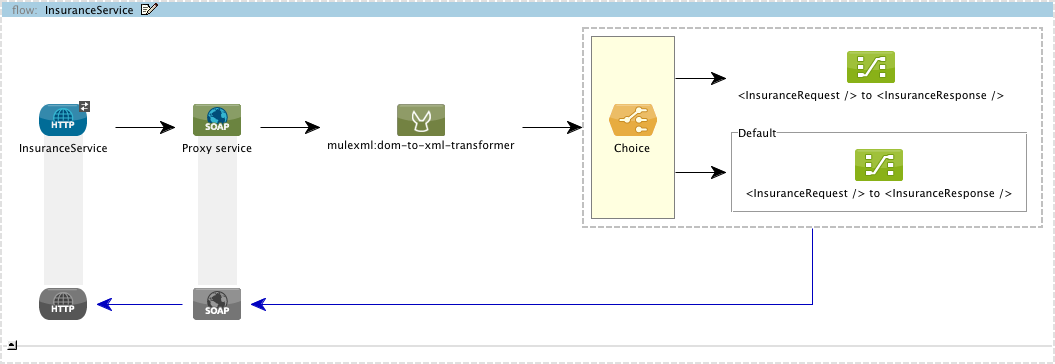 flow: InsuranceService
<InsuranceRequest /> to <InsuranceResponse />
HTTP
SOAP
InsuranceService
Proxy service
mulexml:dom-to-xml-transformer
Choice
Default
<InsuranceRequest /> to <InsuranceResponse />
HTTP
SOAP